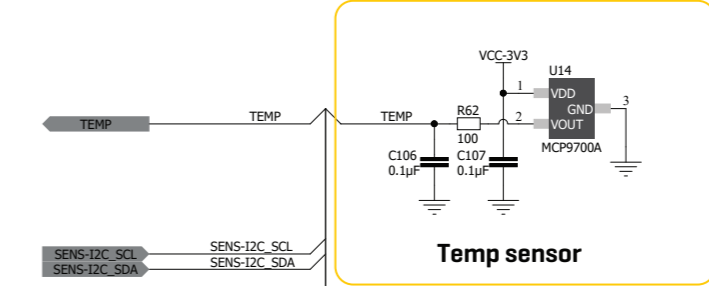 VCC-3V3
U14
1
VDD
GND
3
TEMP
TEMP
TEMP
R62
2
VOUT
100
MCP9700A
C106
0.1µF
C107
0.1µF
Temp sensor
SENS-I2C_SCL
SENS-I2C_SCL
SENS-I2C_SDA
SENS-I2C_SDA